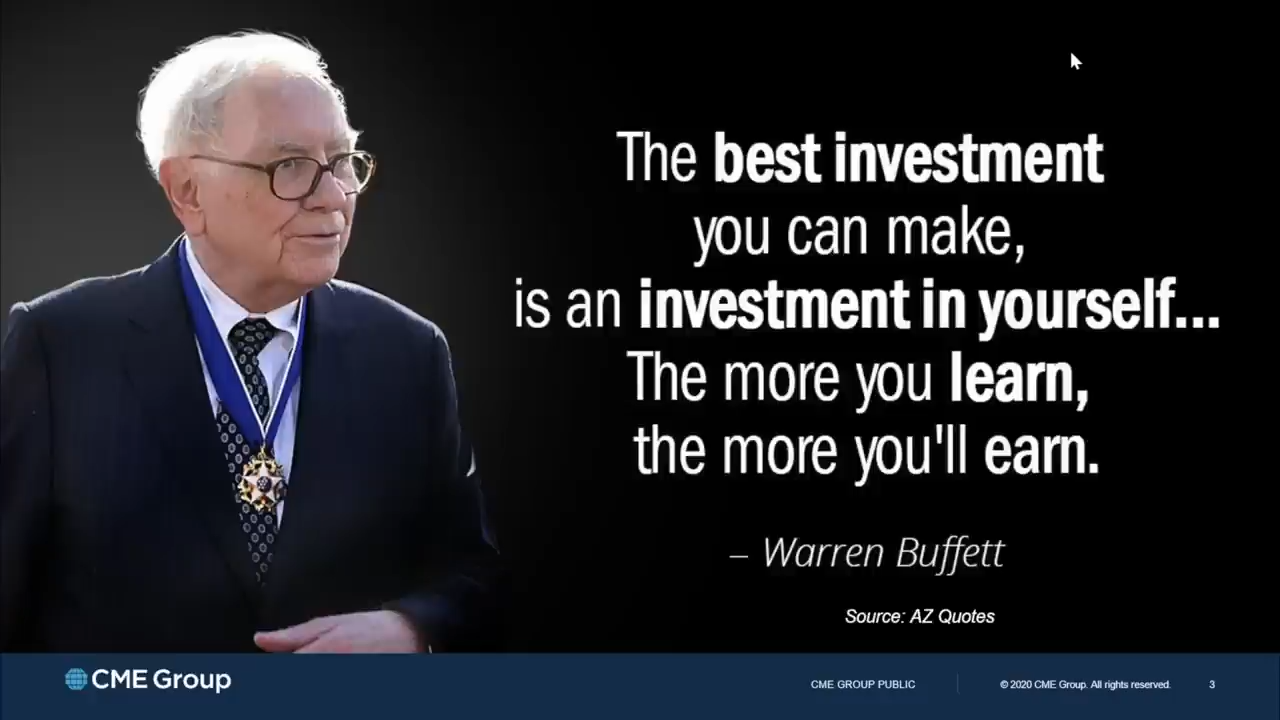 The best investment
you can make,
is an investment in yourself...
The more you learn,
the more you'll earn.
– Warren Buffett
Source: AZ Quotes
CME Group
CME GROUP PUBLIC
© 2020 CME Group. All rights reserved.
3